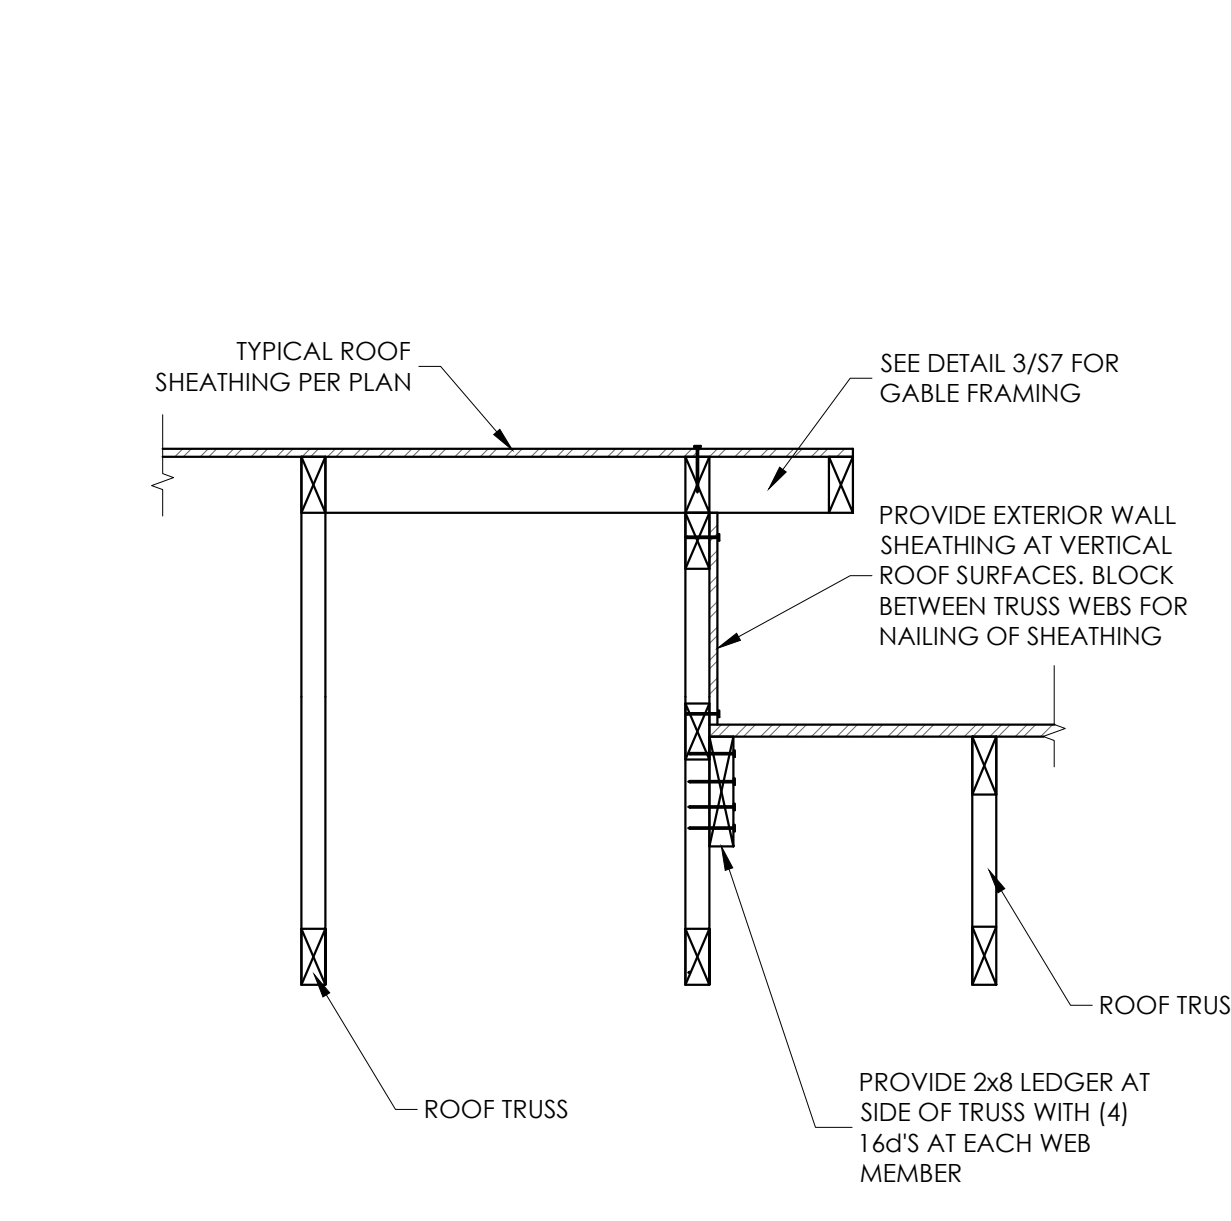 TYPICAL ROOF
SHEATHING PER PLAN
SEE DETAIL 3/S7 FOR
GABLE FRAMING
PROVIDE EXTERIOR WALL
SHEATHING AT VERTICAL
ROOF SURFACES. BLOCK
BETWEEN TRUSS WEBS FOR
NAILING OF SHEATHING
ROOF TRUS
PROVIDE 2x8 LEDGER AT
SIDE OF TRUSS WITH (4)
16d'S AT EACH WEB
MEMBER
ROOF TRUSS